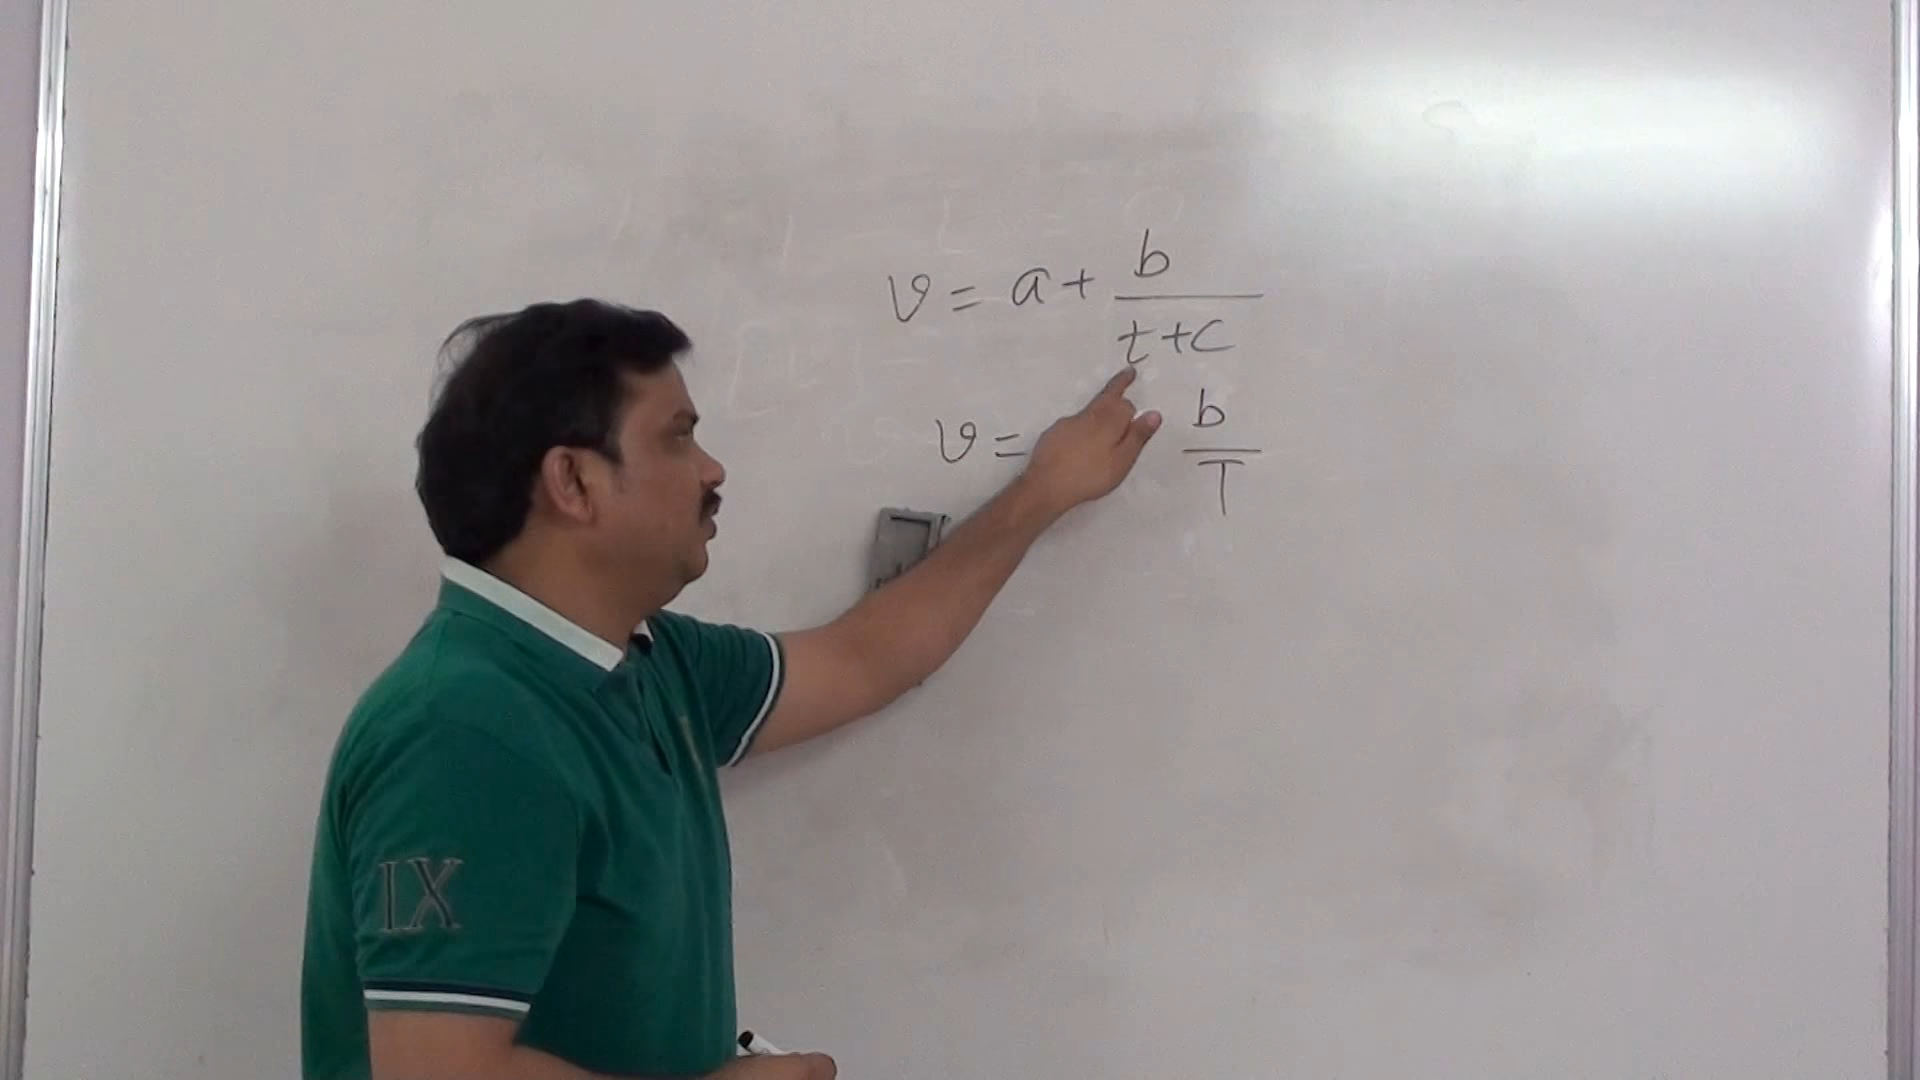 v = a + b/(t + c)
v = b/T
IX